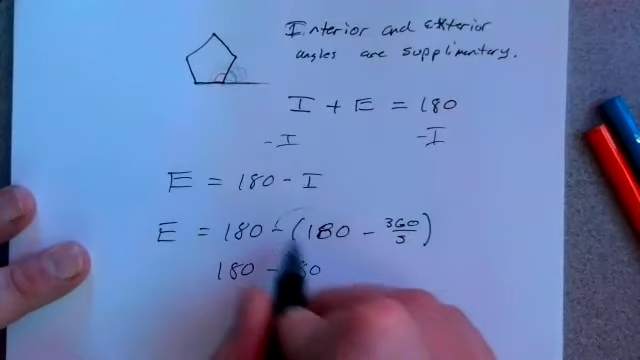 Interior and exterior
angles are supplimentary.
I + E = 180
-I -I
E = 180 - I
E = 180 - (180 - 360/5)
180 -